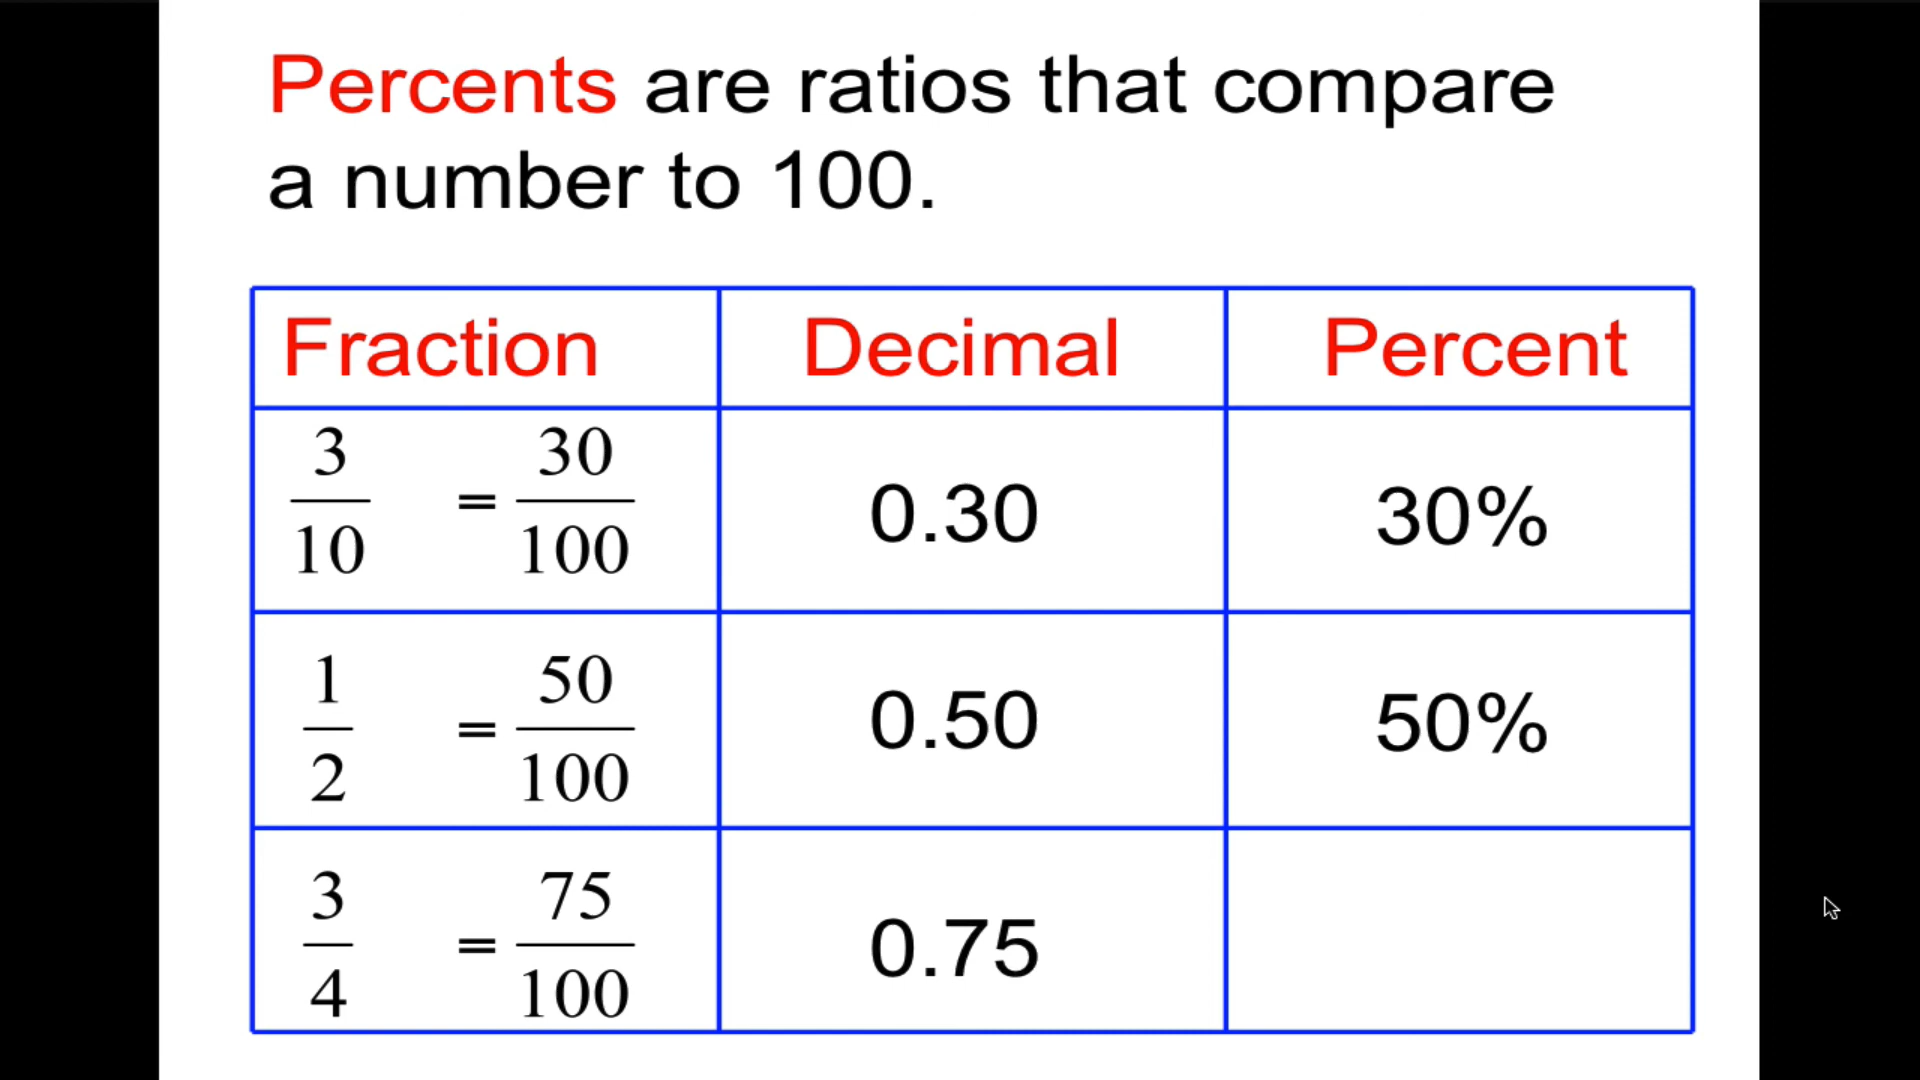 Percents are ratios that compare
a number to 100.
Fraction Decimal Percent
3/10 = 30/100 0.30 30%
1/2 = 50/100 0.50 50%
3/4 = 75/100 0.75